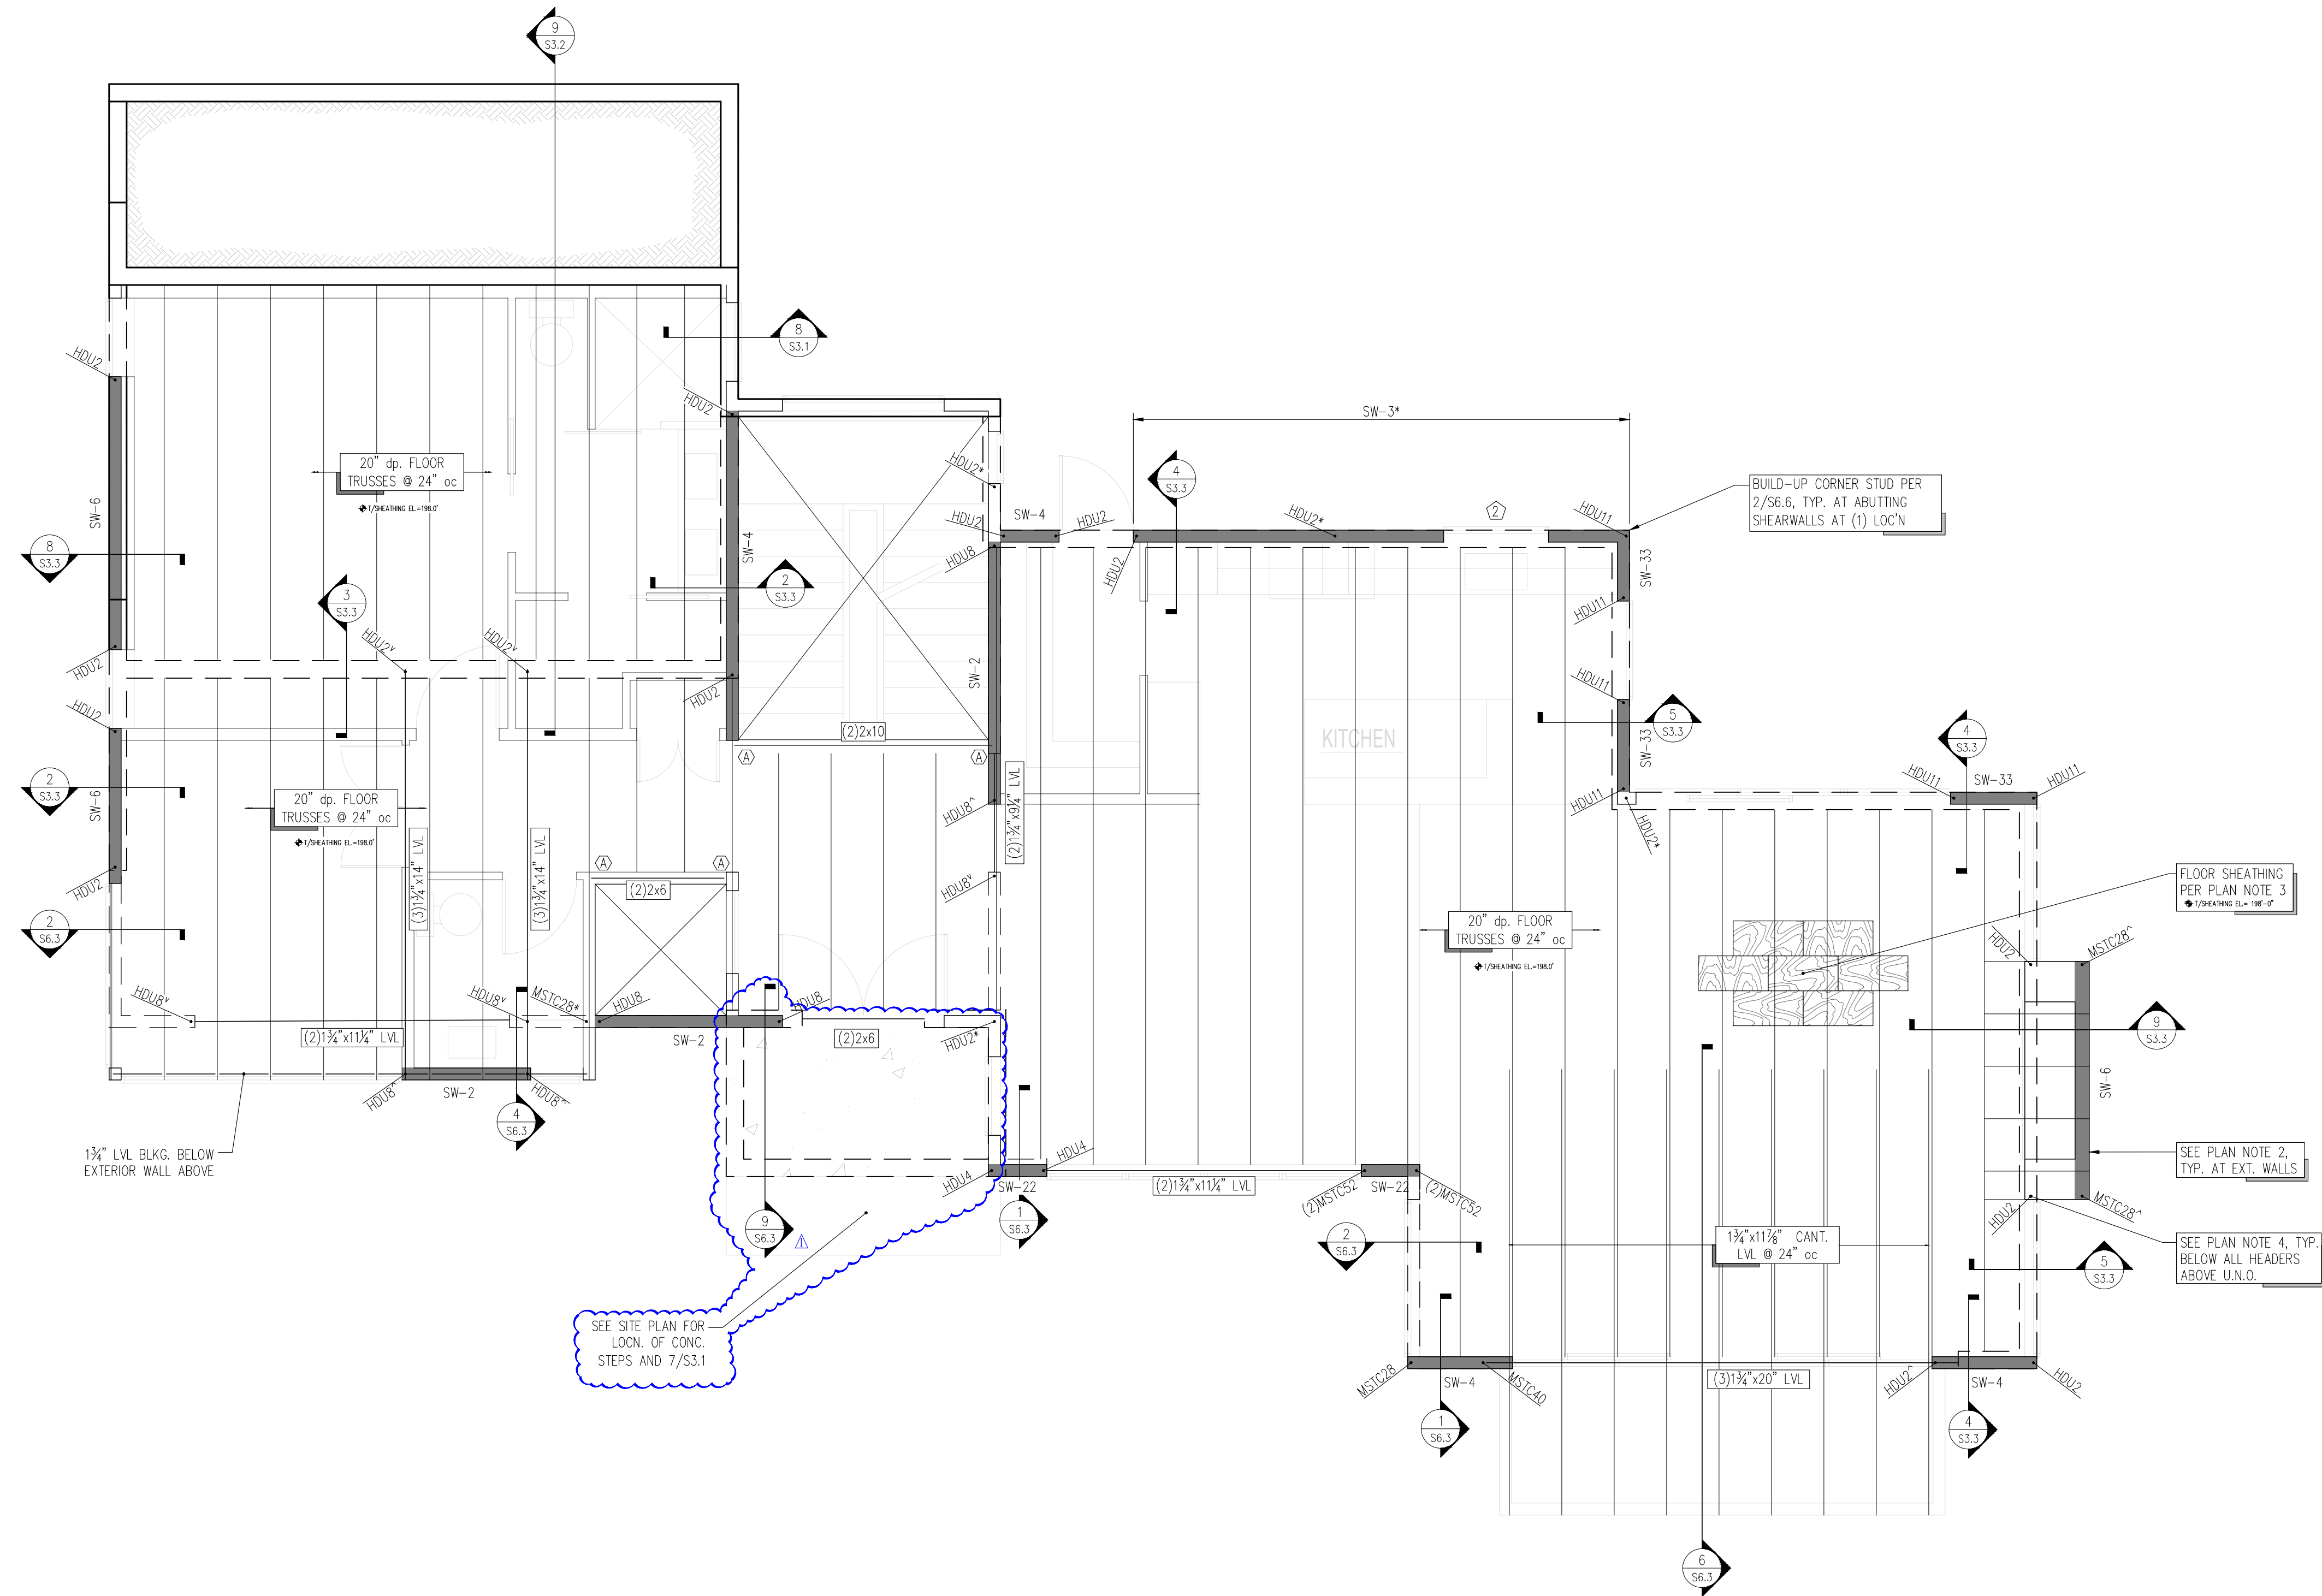 9
S3.2
8
S3.1
HDU2
HDU2
SW-3*
20" dp. FLOOR
TRUSSES @ 24" oc
T/SHEATHING EL.=198.0'
HDU2*
4
S3.3
BUILD-UP CORNER STUD PER
2/S6.6, TYP. AT ABUTTING
SHEARWALLS AT (1) LOC'N
SW-6
HDU2
SW-4
HDU2
HDU2*
2
HDU11
SW-4
HDU8
HDU2
SW-33
8
S3.3
3
S3.3
2
S3.3
HDU11
HDU2ᵛ
HDU2ᵛ
HDU2
HDU2
SW-2
HDU11
5
S3.3
HDU2
(2)2x10
KITCHEN
SW-33
4
S3.3
A
A
2
S3.3
SW-6
20" dp. FLOOR
TRUSSES @ 24" oc
T/SHEATHING EL.=198.0'
HDU8^
(2)1¾"x9¼" LVL
HDU11
HDU2*
HDU11
SW-33
HDU11
(3)1¾"x14" LVL
(3)1¾"x14" LVL
A
A
(2)2x6
HDU2
HDU8ᵛ
FLOOR SHEATHING
PER PLAN NOTE 3
T/SHEATHING EL.= 198'-0"
2
S6.3
20" dp. FLOOR
TRUSSES @ 24" oc
T/SHEATHING EL.=198.0'
HDU2
MSTC28^
HDU8ᵛ
HDU8ᵛ
MSTC28*
HDU8
HDU8
(2)1¾"x11¼" LVL
SW-2
(2)2x6
HDU2*
9
S3.3
HDU8^
SW-2
HDU8^
4
S6.3
SW-6
1¾" LVL BLKG. BELOW
EXTERIOR WALL ABOVE
HDU4
HDU4
SW-22
(2)1¾"x11¼" LVL
(2)MSTC52
SW-22
(2)MSTC52
SEE PLAN NOTE 2,
TYP. AT EXT. WALLS
HDU2
MSTC28^
9
S6.3
1
1
S6.3
2
S6.3
1¾"x11⅞" CANT.
LVL @ 24" oc
5
S3.3
SEE PLAN NOTE 4, TYP.
BELOW ALL HEADERS
ABOVE U.N.O.
SEE SITE PLAN FOR
LOCN. OF CONC.
STEPS AND 7/S3.1
MSTC28
SW-4
MSTC40
(3)1¾"x20" LVL
HDU2^
SW-4
HDU2
1
S6.3
4
S3.3
6
S6.3